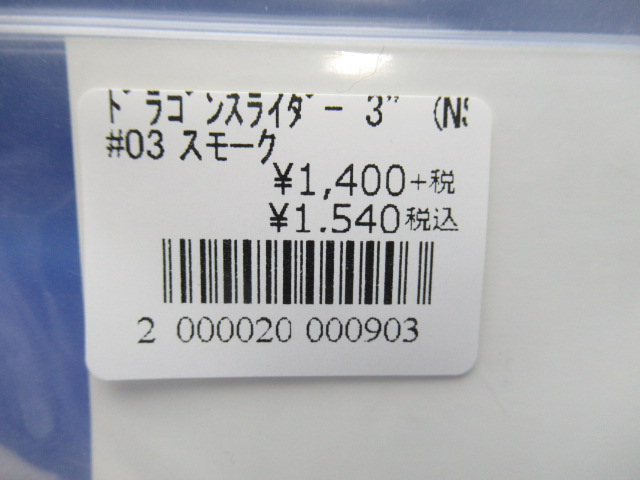 ﾄﾞﾗｺﾞﾝｽﾗｲﾀﾞｰ 3" (NS
#03 スモーク
¥1,400+税
¥1.540税込
2 000020 000903